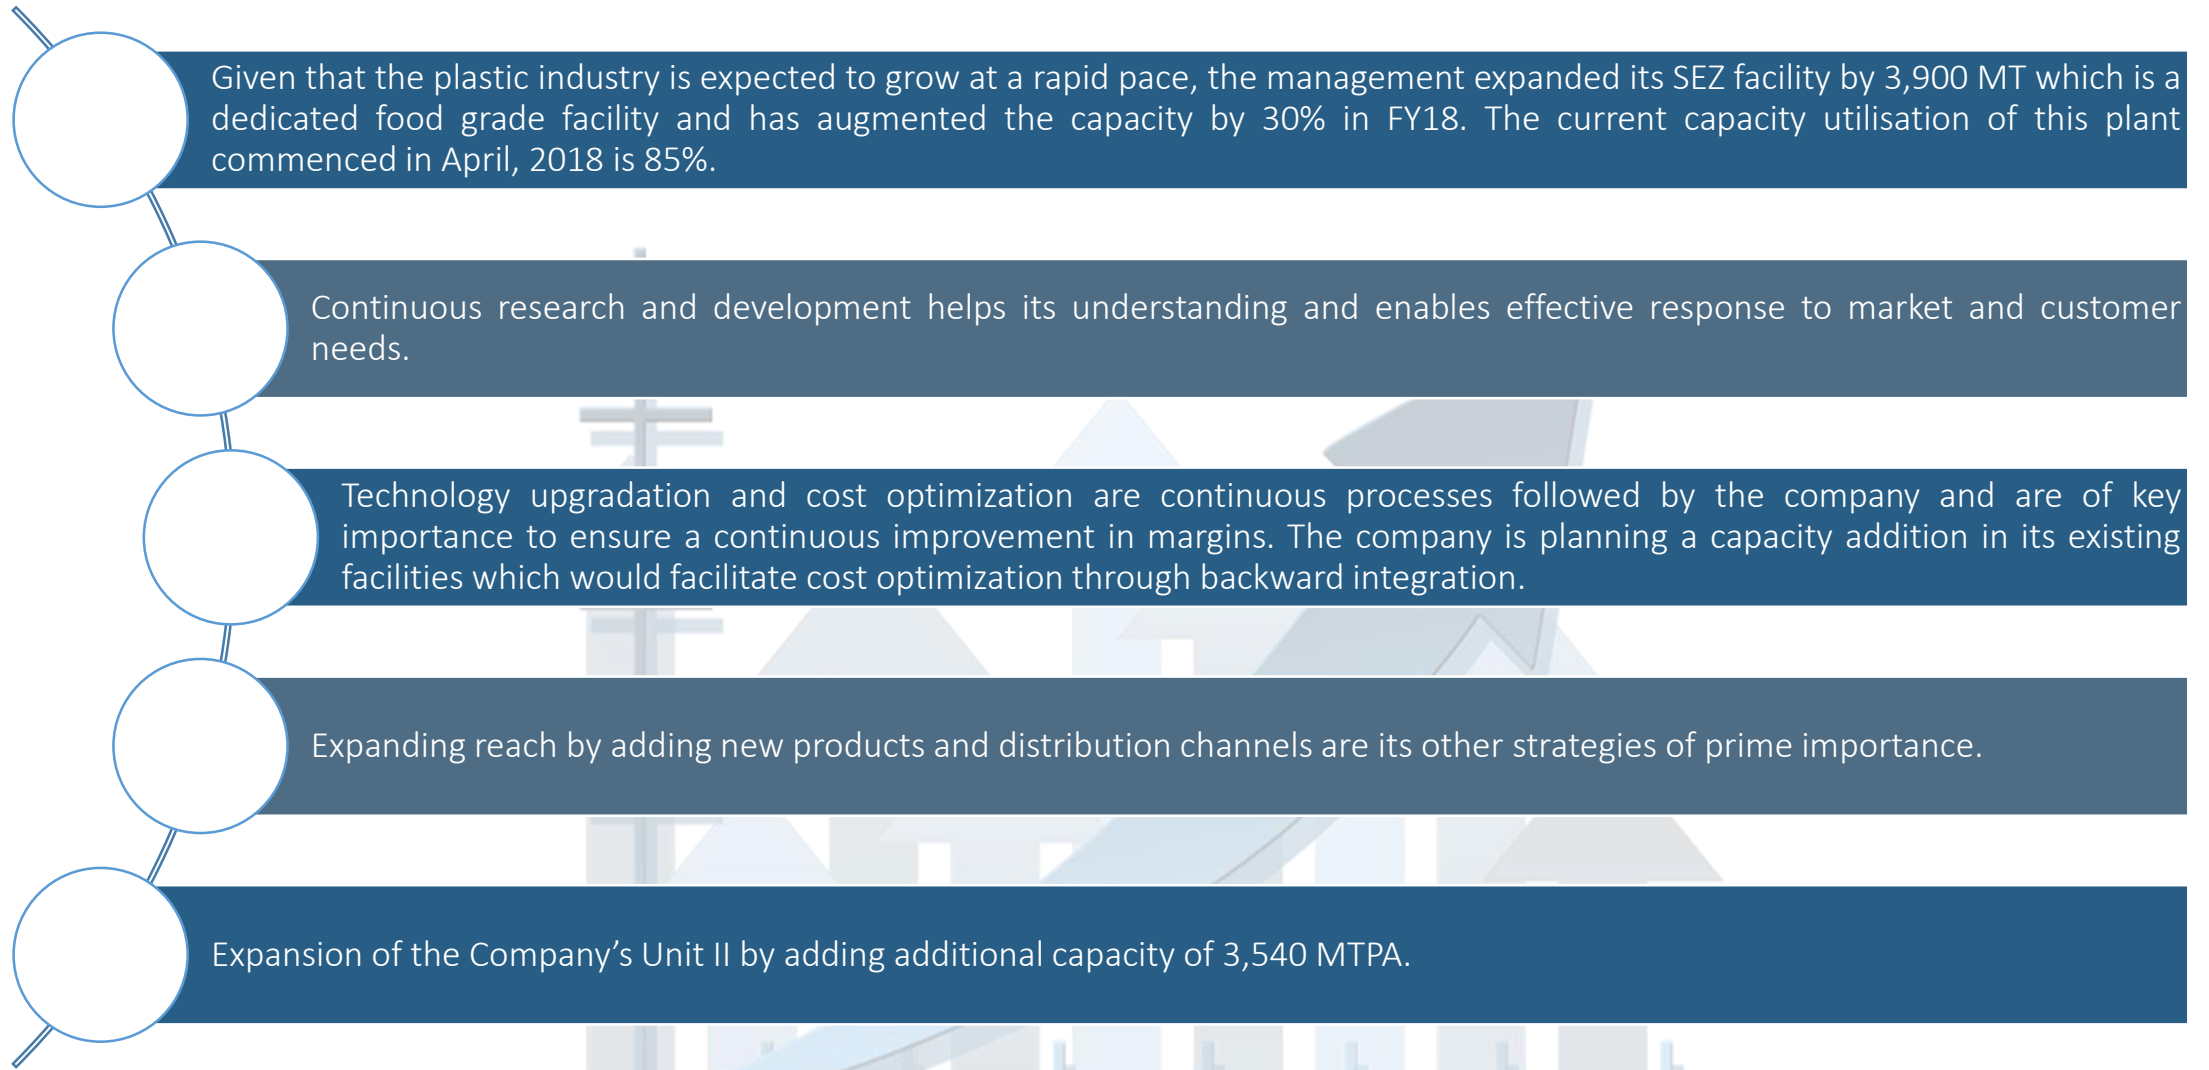 Given that the plastic industry is expected to grow at a rapid pace, the management expanded its SEZ facility by 3,900 MT which is a
dedicated food grade facility and has augmented the capacity by 30% in FY18. The current capacity utilisation of this plant
commenced in April, 2018 is 85%.
Continuous research and development helps its understanding and enables effective response to market and customer
needs.
Technology upgradation and cost optimization are continuous processes followed by the company and are of key
importance to ensure a continuous improvement in margins. The company is planning a capacity addition in its existing
facilities which would facilitate cost optimization through backward integration.
Expanding reach by adding new products and distribution channels are its other strategies of prime importance.
Expansion of the Company’s Unit II by adding additional capacity of 3,540 MTPA.